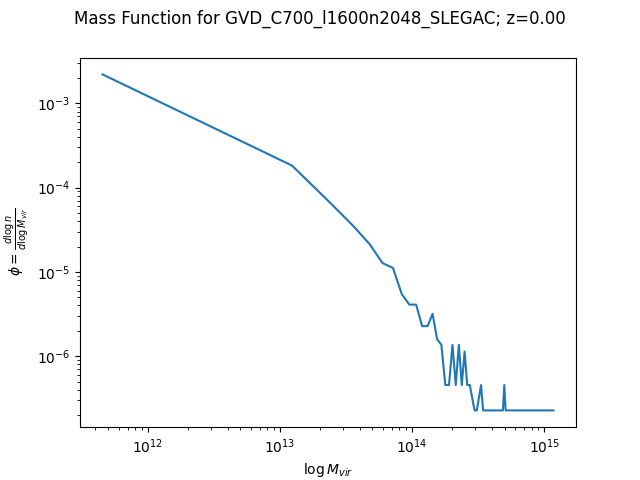 Mass Function for GVD_C700_l1600n2048_SLEGAC; z=0.00
10⁻³
10⁻⁴
10⁻⁵
10⁻⁶
ϕ = d log n / d log M_vir
10¹² 10¹³ 10¹⁴ 10¹⁵
log M_vir